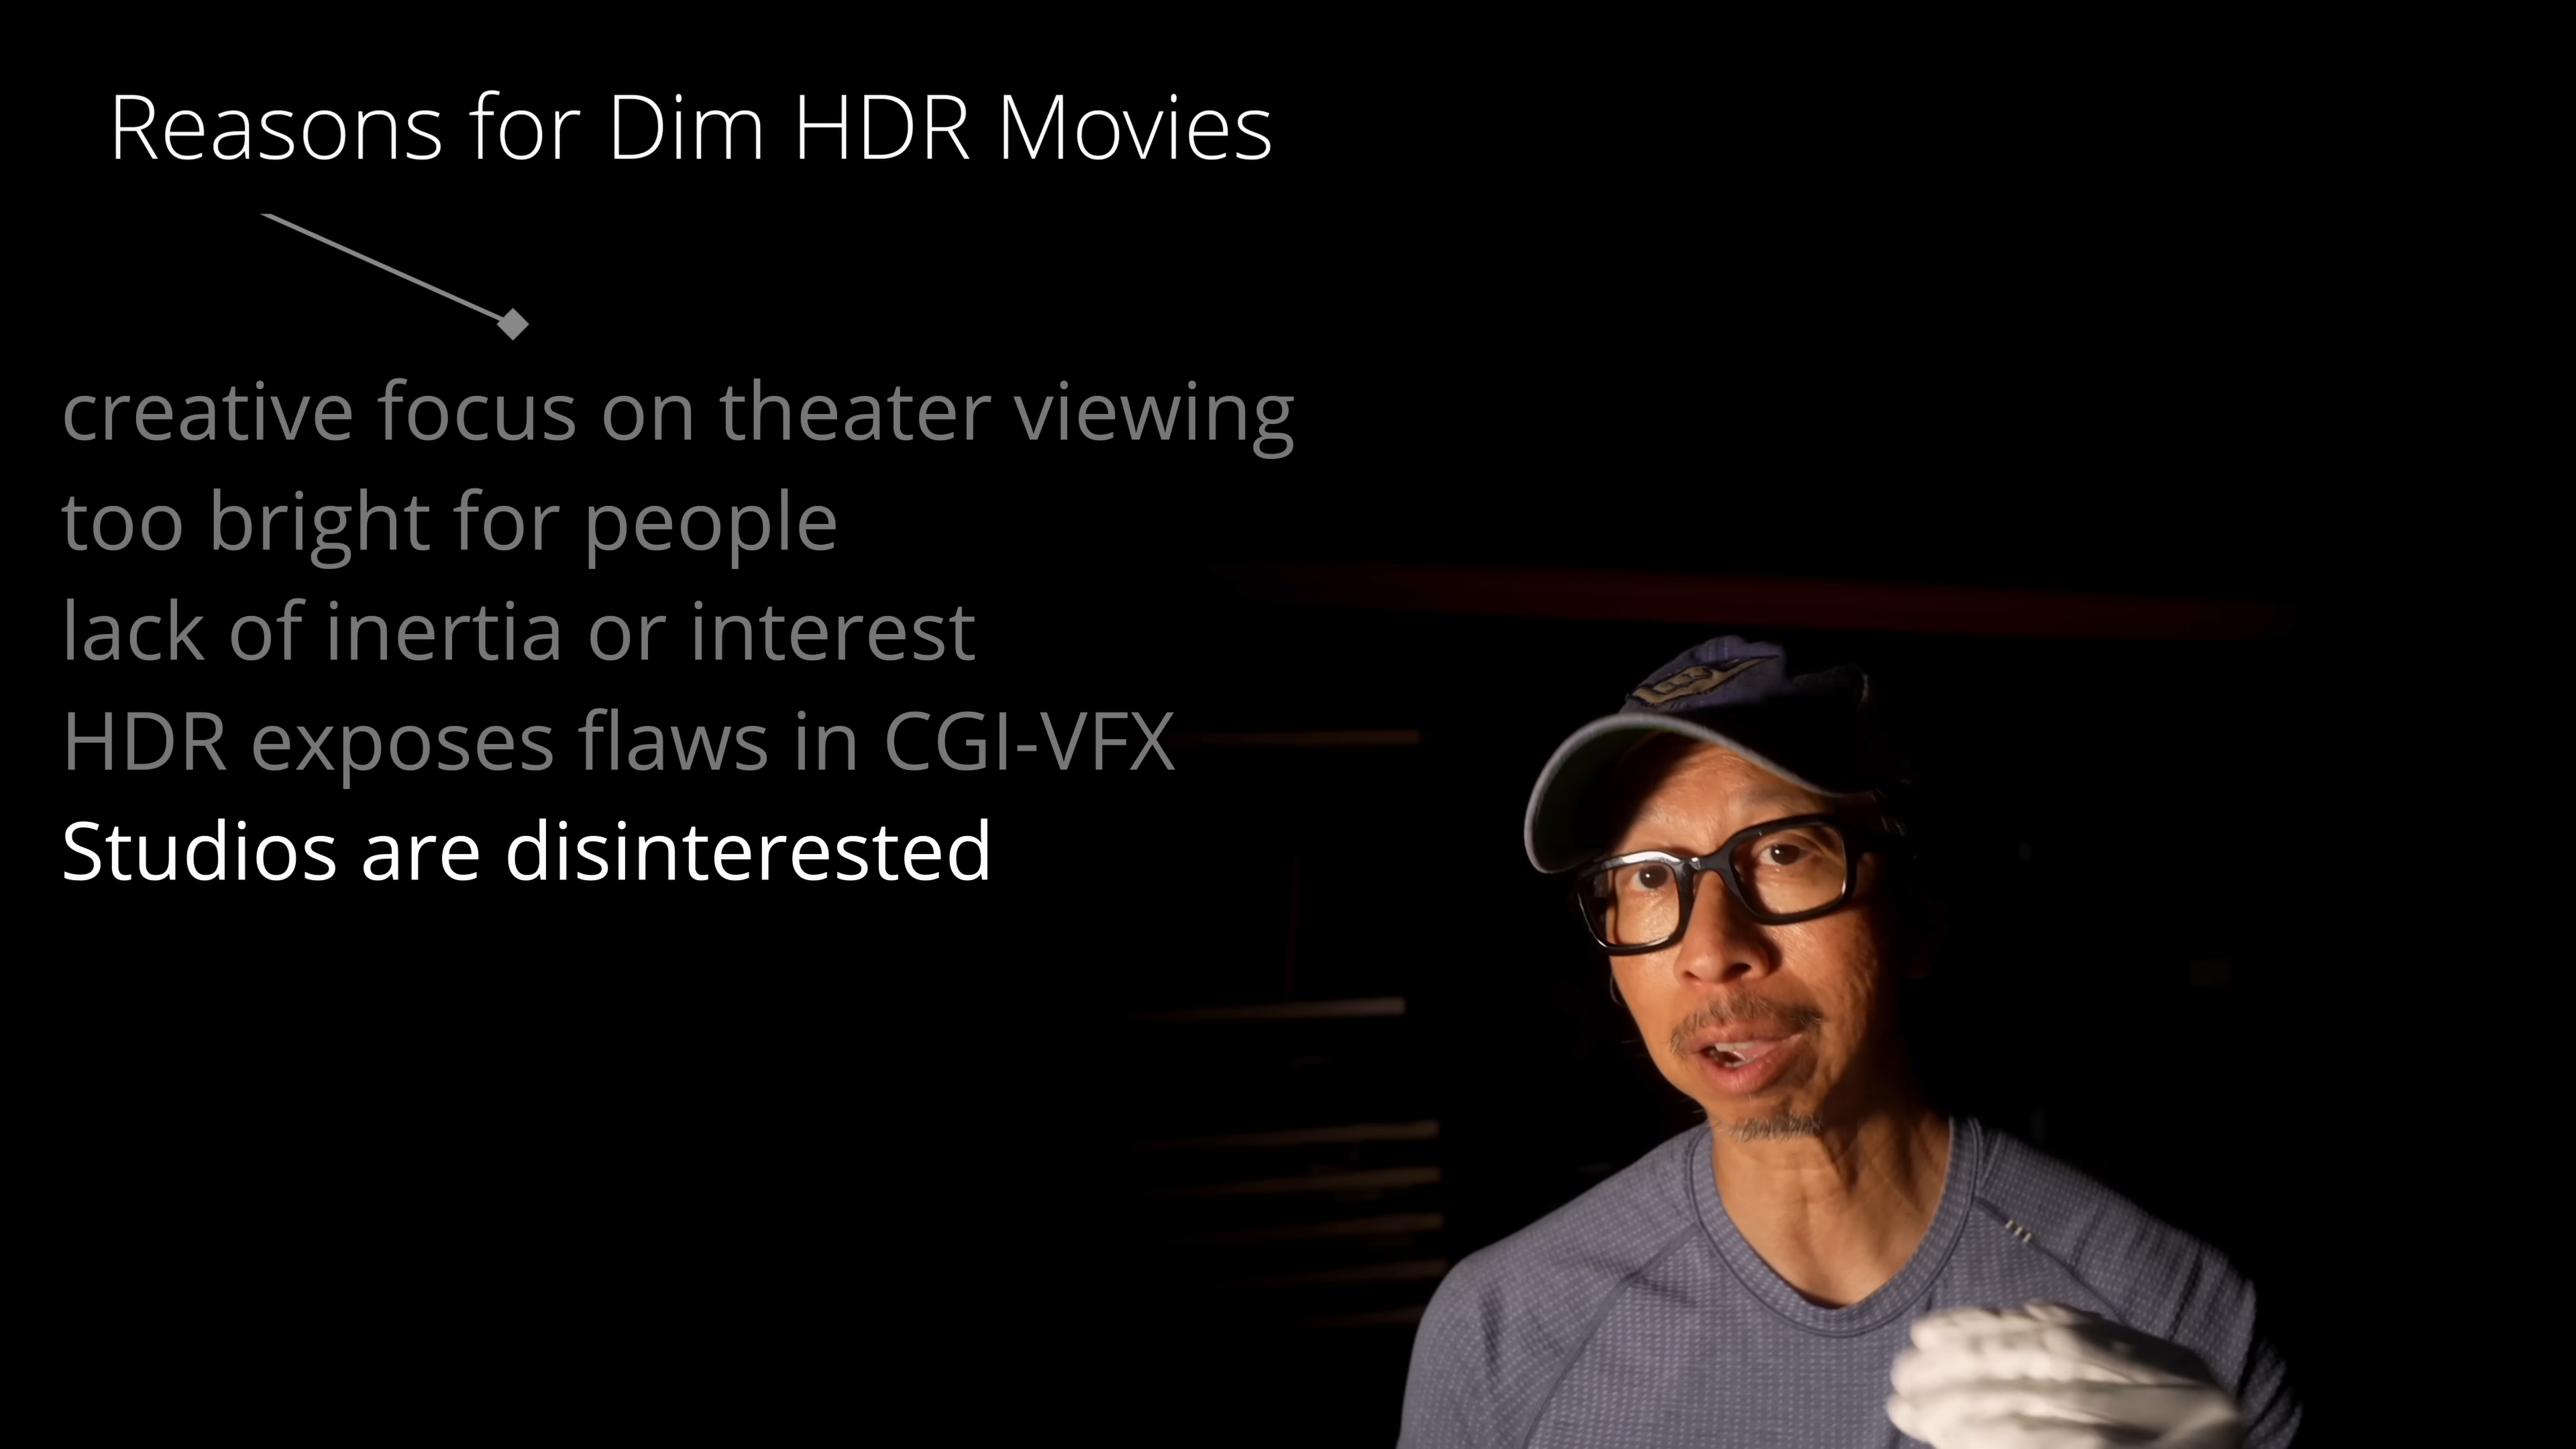 Reasons for Dim HDR Movies
creative focus on theater viewing
too bright for people
lack of inertia or interest
HDR exposes flaws in CGI-VFX
Studios are disinterested